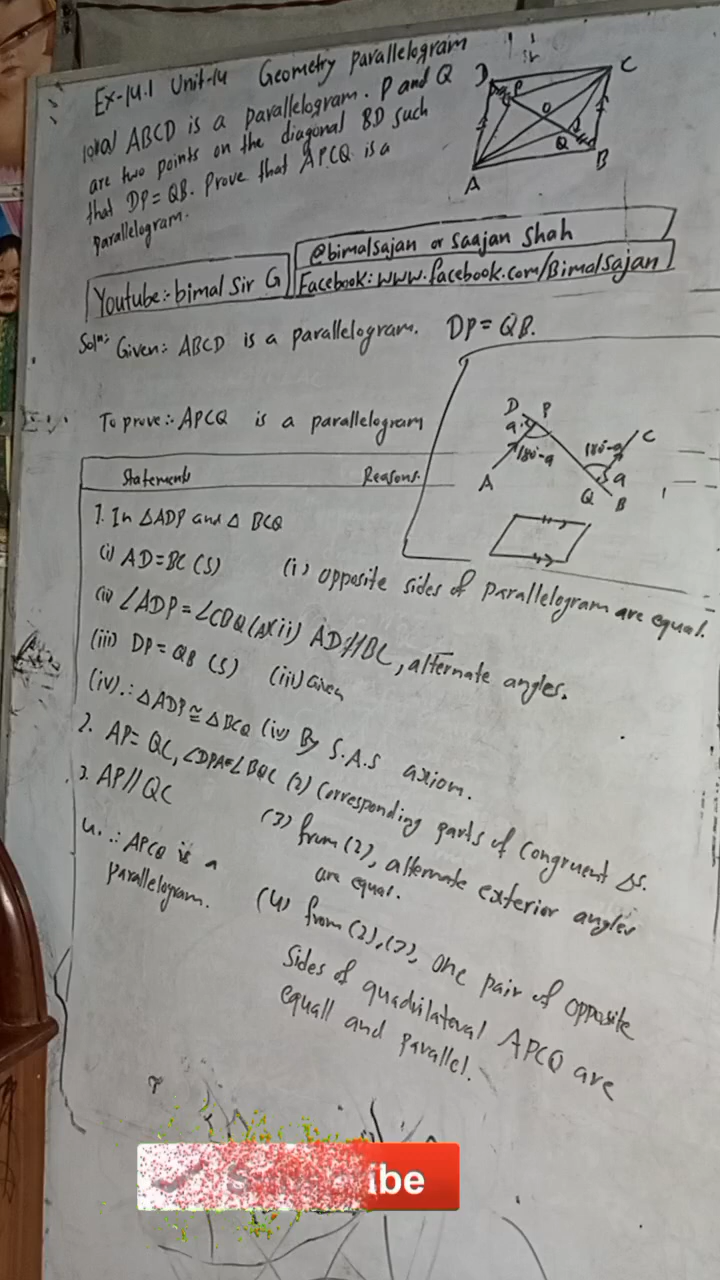 Ex-14.1 Unit-14 Geometry Parallelogram
ABCD is a parallelogram. P and Q
are two points on the diagonal BD such
that DP=QB. Prove that APCQ is a
Parallelogram.
D P C
O
Q
A B
@bimalsajan or Saajan Shah
Youtube:- bimal Sir G
Facebook: www.facebook.com/BimalSajan
Soln: Given: ABCD is a parallelogram. DP = QB.
To prove:- APCQ is a parallelogram
D P
a
180-a
A
C
180-a
a
Q B
Statements Reasons.
1. In △ADP and △ BCQ
(i) AD=BC (S) (i) opposite sides of parallelogram are equal.
∠ADP=∠CBQ (A) (ii) AD//BC, alternate angles.
(iii) DP=QB (S) (iii) Given
(iv).∴ △ADP≅△BCQ (iv) By S.A.S axiom.
2. AP= QC, ∠DPA=∠BQC (2) Corresponding parts of Congruent △s.
3. AP//QC (3) from (2), alternate exterior angles
are equal.
4. ∴ APCQ is a (4) from (2),(3), One pair of opposite
parallelogram.
Sides of quadrilateral APCQ are
equall and parallel.